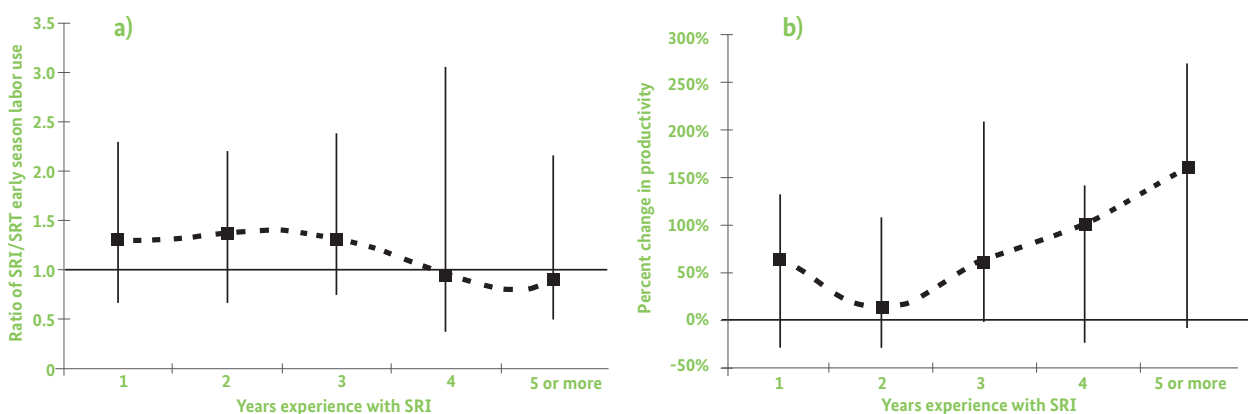 a)
Ratio of SRI/SRT early season labor use
3.5
3.0
2.5
2.0
1.5
1.0
0.5
0
1 2 3 4 5 or more
Years experience with SRI
b)
Percent change in productivity
300%
250%
200%
150%
100%
50%
0%
-50%
1 2 3 4 5 or more
Years experience with SRI